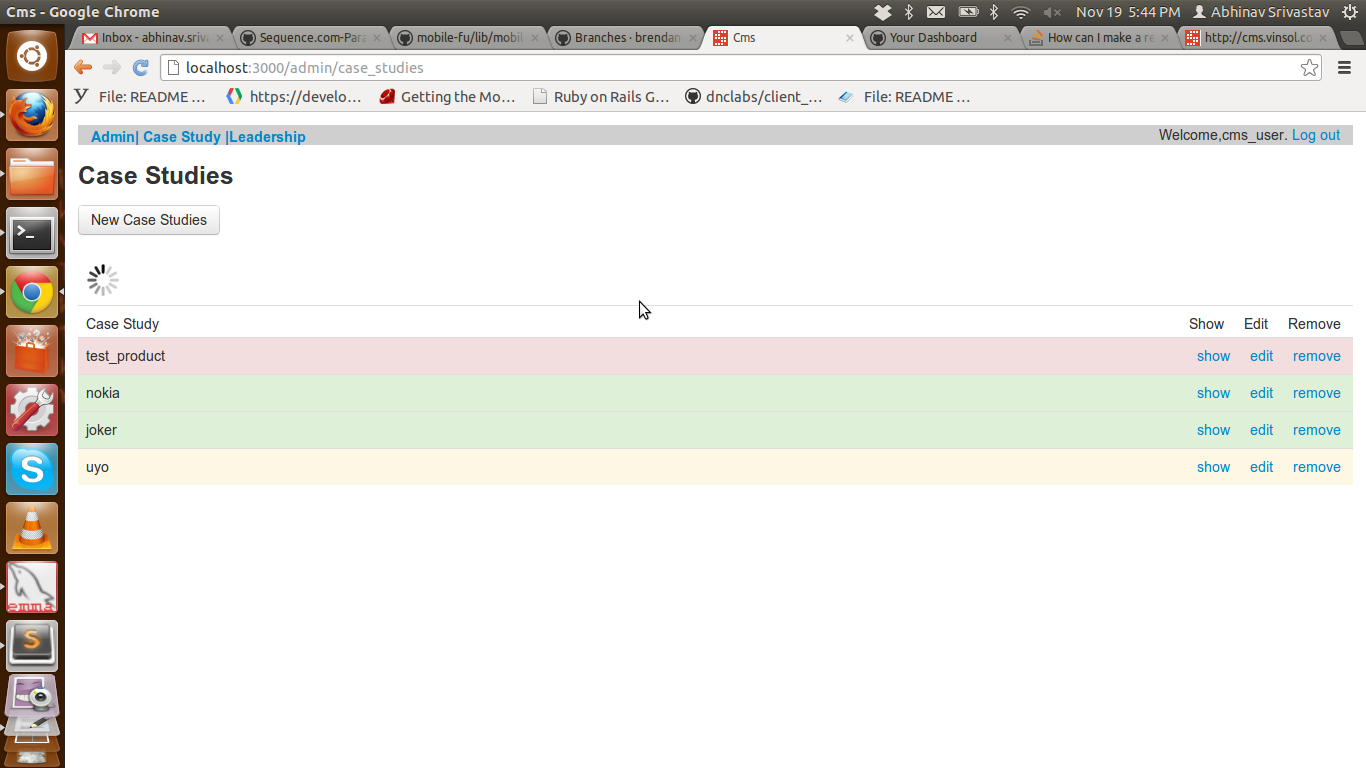 Cms - Google Chrome
Nov 19 5:44 PM Abhinav Srivastav
Inbox - abhinav.sriv
Sequence.com-Par
mobile-fu/lib/mobil
Branches · brendan
Cms
Your Dashboard
How can I make a re
http://cms.vinsol.co
localhost:3000/admin/case_studies
File: README ...
https://develo...
Getting the Mo...
Ruby on Rails G...
dnclabs/client_...
File: README ...
Admin| Case Study |Leadership
Welcome,cms_user. Log out
Case Studies
New Case Studies
Case Study Show Edit Remove
test_product show edit remove
nokia show edit remove
joker show edit remove
uyo show edit remove
emma